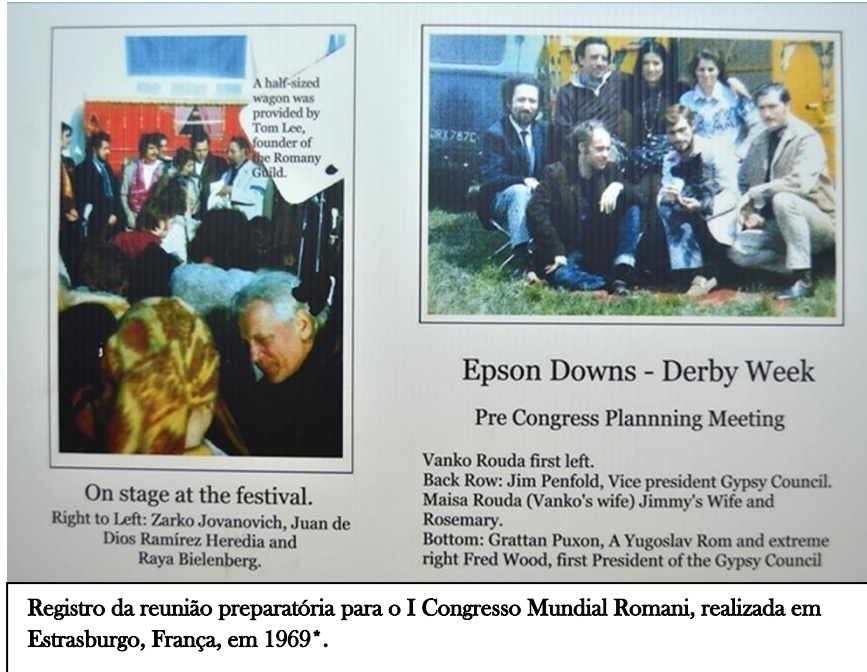 A half-sized
wagon was
provided by
Tom Lee,
founder of
the Romany
Guild.
DRX 787C
On stage at the festival.
Right to Left: Zarko Jovanovich, Juan de
Dios Ramírez Heredia and
Raya Bielenberg.
Epson Downs - Derby Week
Pre Congress Plannning Meeting
Vanko Rouda first left.
Back Row: Jim Penfold, Vice president Gypsy Council.
Maisa Rouda (Vanko's wife) Jimmy's Wife and
Rosemary.
Bottom: Grattan Puxon, A Yugoslav Rom and extreme
right Fred Wood, first President of the Gypsy Council
Registro da reunião preparatória para o I Congresso Mundial Romani, realizada em
Estrasburgo, França, em 1969*.